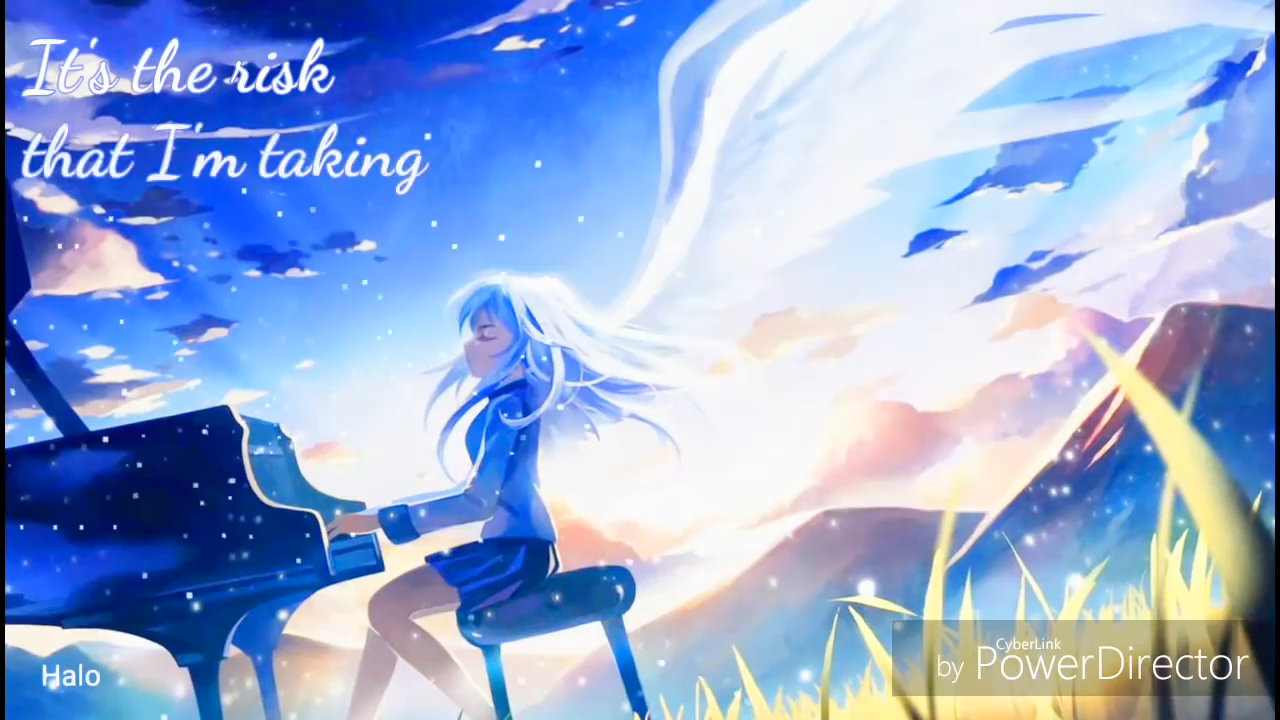 It's the risk
that I'm taking
Halo
CyberLink
by PowerDirector